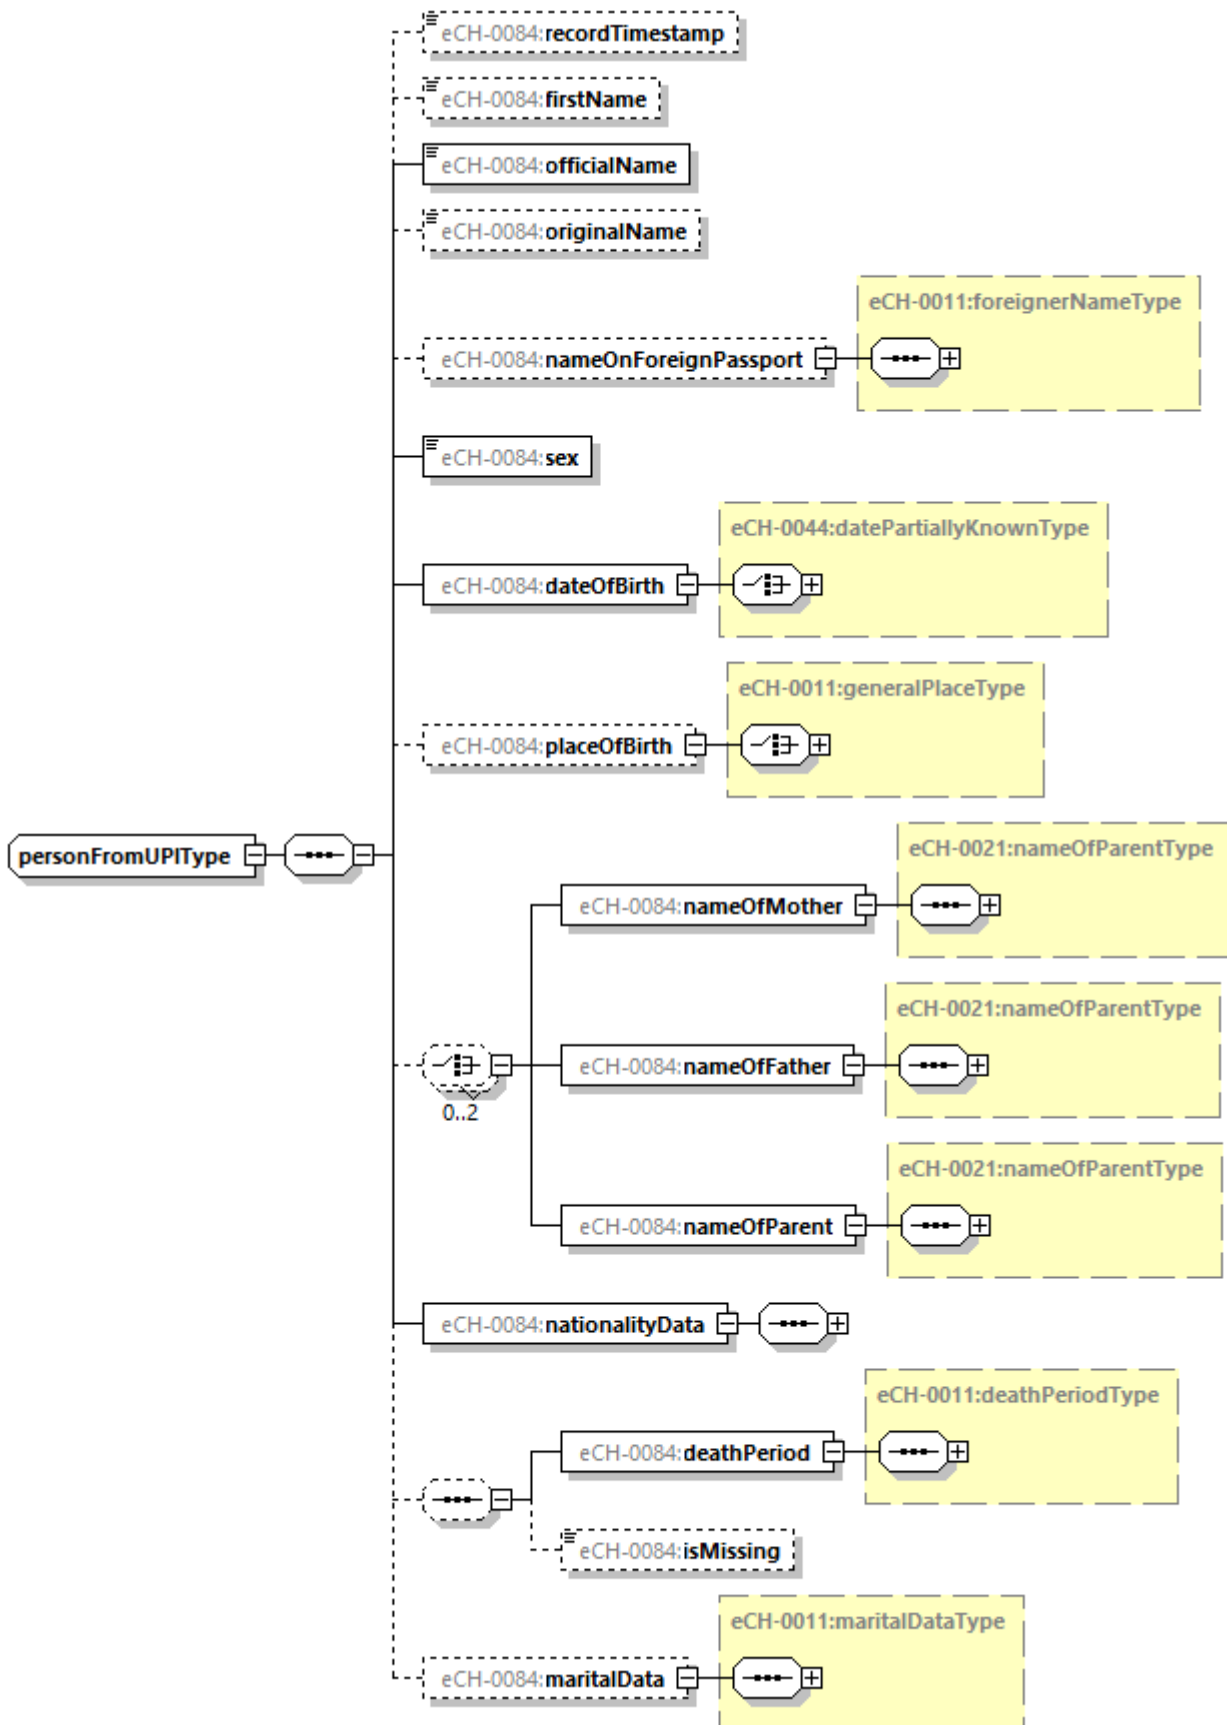 eCH-0084:recordTimestamp
eCH-0084:firstName
eCH-0084:officialName
eCH-0084:originalName
eCH-0011:foreignerNameType
eCH-0084:nameOnForeignPassport
eCH-0084:sex
eCH-0044:datePartiallyKnownType
eCH-0084:dateOfBirth
eCH-0011:generalPlaceType
eCH-0084:placeOfBirth
personFromUPIType
eCH-0021:nameOfParentType
eCH-0084:nameOfMother
eCH-0021:nameOfParentType
eCH-0084:nameOfFather
0..2
eCH-0021:nameOfParentType
eCH-0084:nameOfParent
eCH-0084:nationalityData
eCH-0011:deathPeriodType
eCH-0084:deathPeriod
eCH-0084:isMissing
eCH-0011:maritalDataType
eCH-0084:maritalData